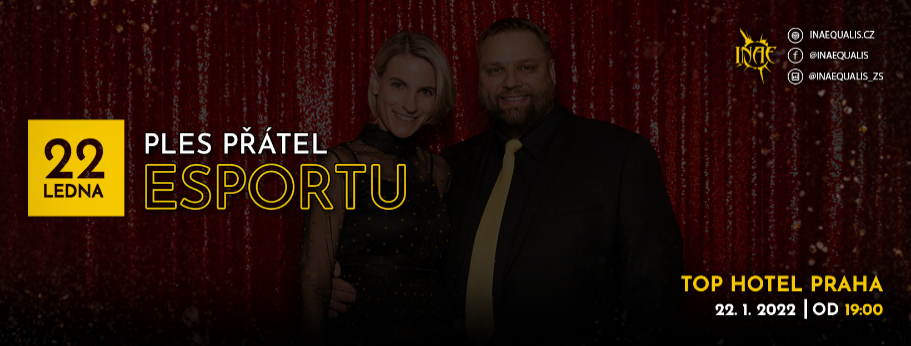 INAE
INAEQUALIS.CZ
@INAEQUALIS
@INAEQUALIS_ZS
22
LEDNA
PLES PŘÁTEL
ESPORTU
TOP HOTEL PRAHA
22. 1. 2022 | OD 19:00